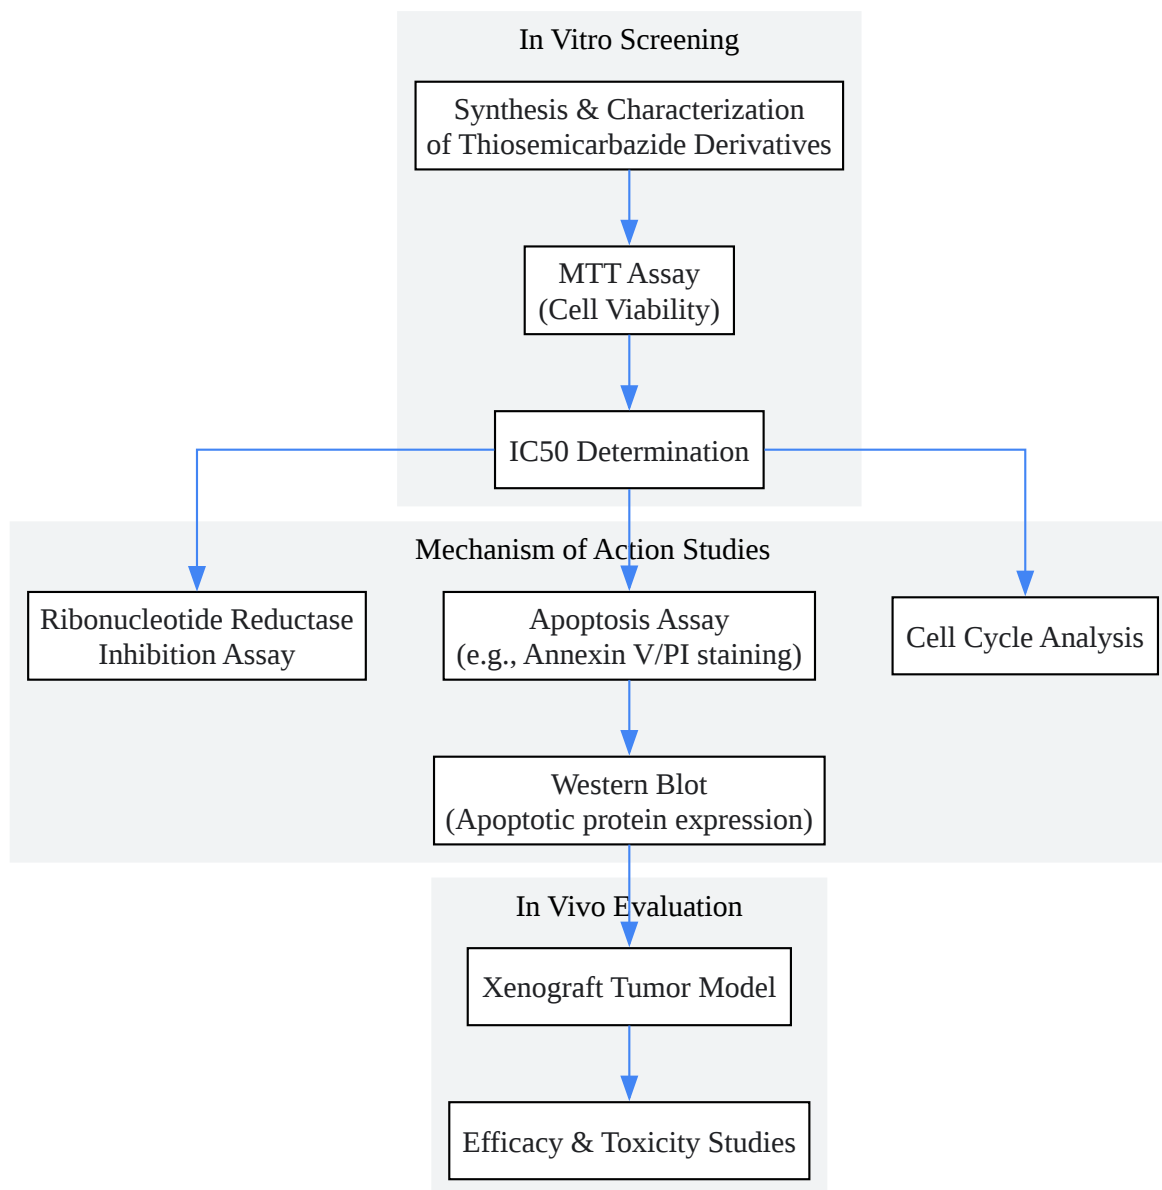 In Vitro Screening
Synthesis & Characterization
of Thiosemicarbazide Derivatives
MTT Assay
(Cell Viability)
IC50 Determination
Mechanism of Action Studies
Ribonucleotide Reductase
Inhibition Assay
Apoptosis Assay
(e.g., Annexin V/PI staining)
Cell Cycle Analysis
Western Blot
(Apoptotic protein expression)
In Vivo Evaluation
Xenograft Tumor Model
Efficacy & Toxicity Studies